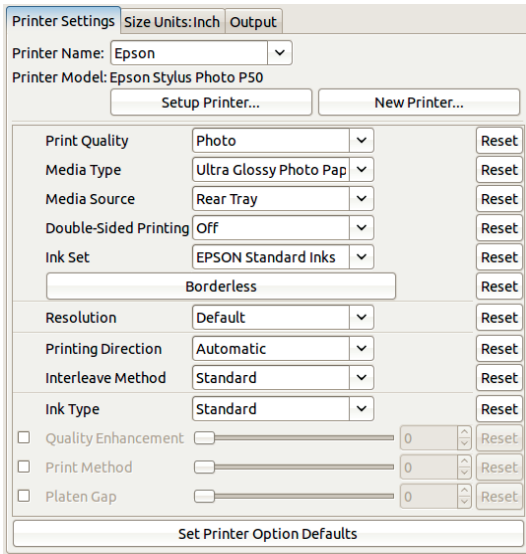 Printer Settings Size Units:Inch Output
Printer Name: Epson
Printer Model: Epson Stylus Photo P50
Setup Printer... New Printer...
Print Quality Photo Reset
Media Type Ultra Glossy Photo Pap Reset
Media Source Rear Tray Reset
Double-Sided Printing Off Reset
Ink Set EPSON Standard Inks Reset
Borderless Reset
Resolution Default Reset
Printing Direction Automatic Reset
Interleave Method Standard Reset
Ink Type Standard Reset
Quality Enhancement 0 Reset
Print Method 0 Reset
Platen Gap 0 Reset
Set Printer Option Defaults